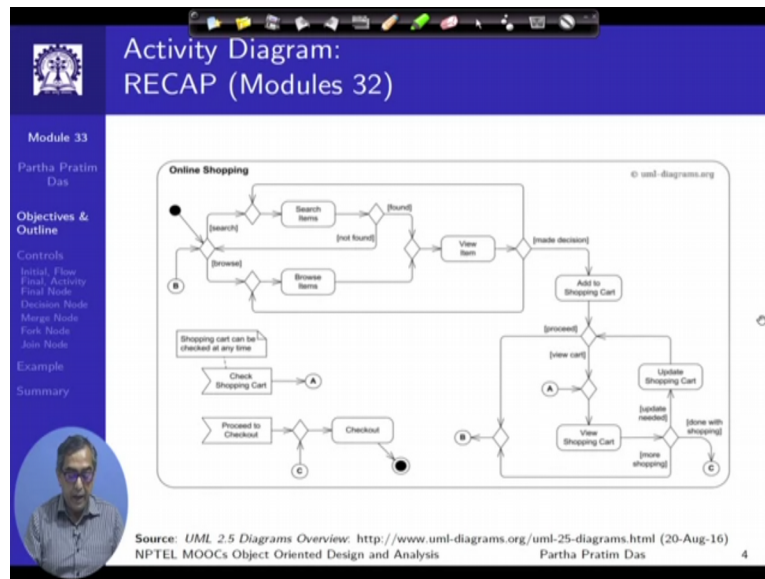 Activity Diagram:
RECAP (Modules 32)
Module 33
Partha Pratim
Das
Objectives &
Outline
Controls
Initial, Flow
Final, Activity
Final Node
Decision Node
Merge Node
Fork Node
Join Node
Example
Summary
Online Shopping
© uml-diagrams.org
Search
Items
[found]
[search]
[not found]
View
Item
[made decision]
[browse]
B
Browse
Items
Add to
Shopping Cart
Shopping cart can be
checked at any time
[proceed]
[view cart]
Check
Shopping Cart
A
A
Update
Shopping Cart
[update
needed]
[done with
shopping]
Proceed to
Checkout
Checkout
B
View
Shopping Cart
[more
shopping]
C
C
Source: UML 2.5 Diagrams Overview: http://www.uml-diagrams.org/uml-25-diagrams.html (20-Aug-16)
NPTEL MOOCs Object Oriented Design and Analysis
Partha Pratim Das
4